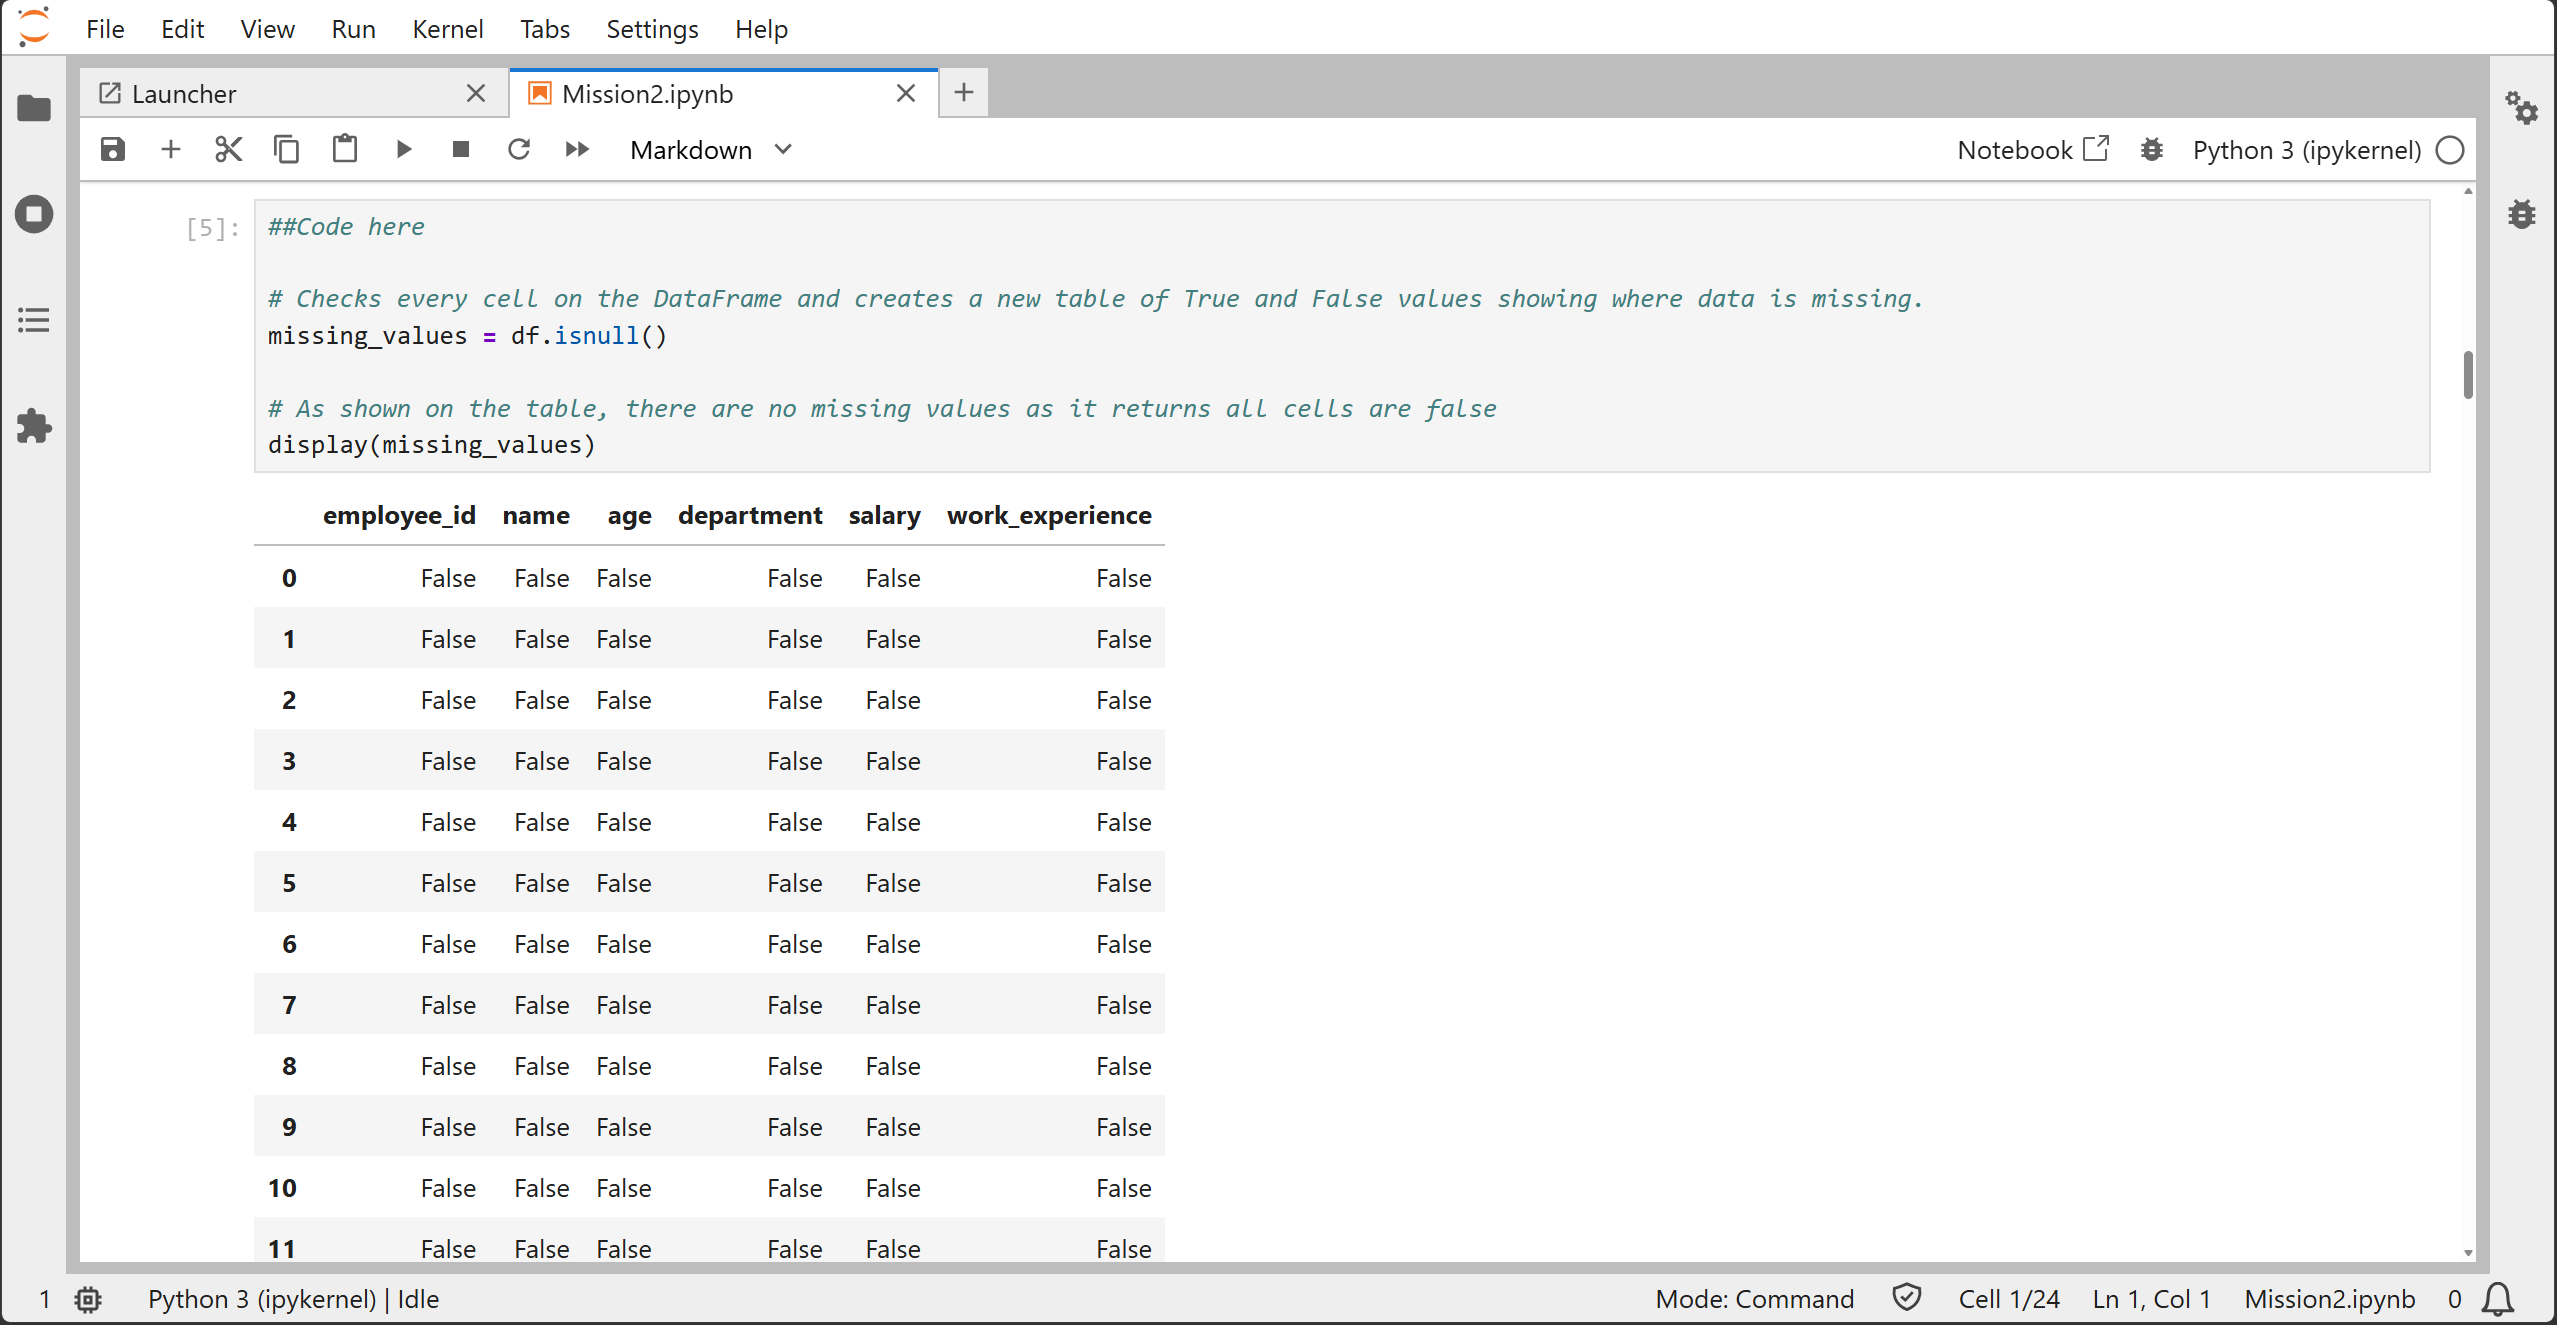 File Edit View Run Kernel Tabs Settings Help
Launcher Mission2.ipynb
Markdown Notebook Python 3 (ipykernel)
[5]: ##Code here
# Checks every cell on the DataFrame and creates a new table of True and False values showing where data is missing.
missing_values = df.isnull()
# As shown on the table, there are no missing values as it returns all cells are false
display(missing_values)
employee_id name age department salary work_experience
0 False False False False False False
1 False False False False False False
2 False False False False False False
3 False False False False False False
4 False False False False False False
5 False False False False False False
6 False False False False False False
7 False False False False False False
8 False False False False False False
9 False False False False False False
10 False False False False False False
11 False False False False False False
1 Python 3 (ipykernel) | Idle Mode: Command Cell 1/24 Ln 1, Col 1 Mission2.ipynb 0